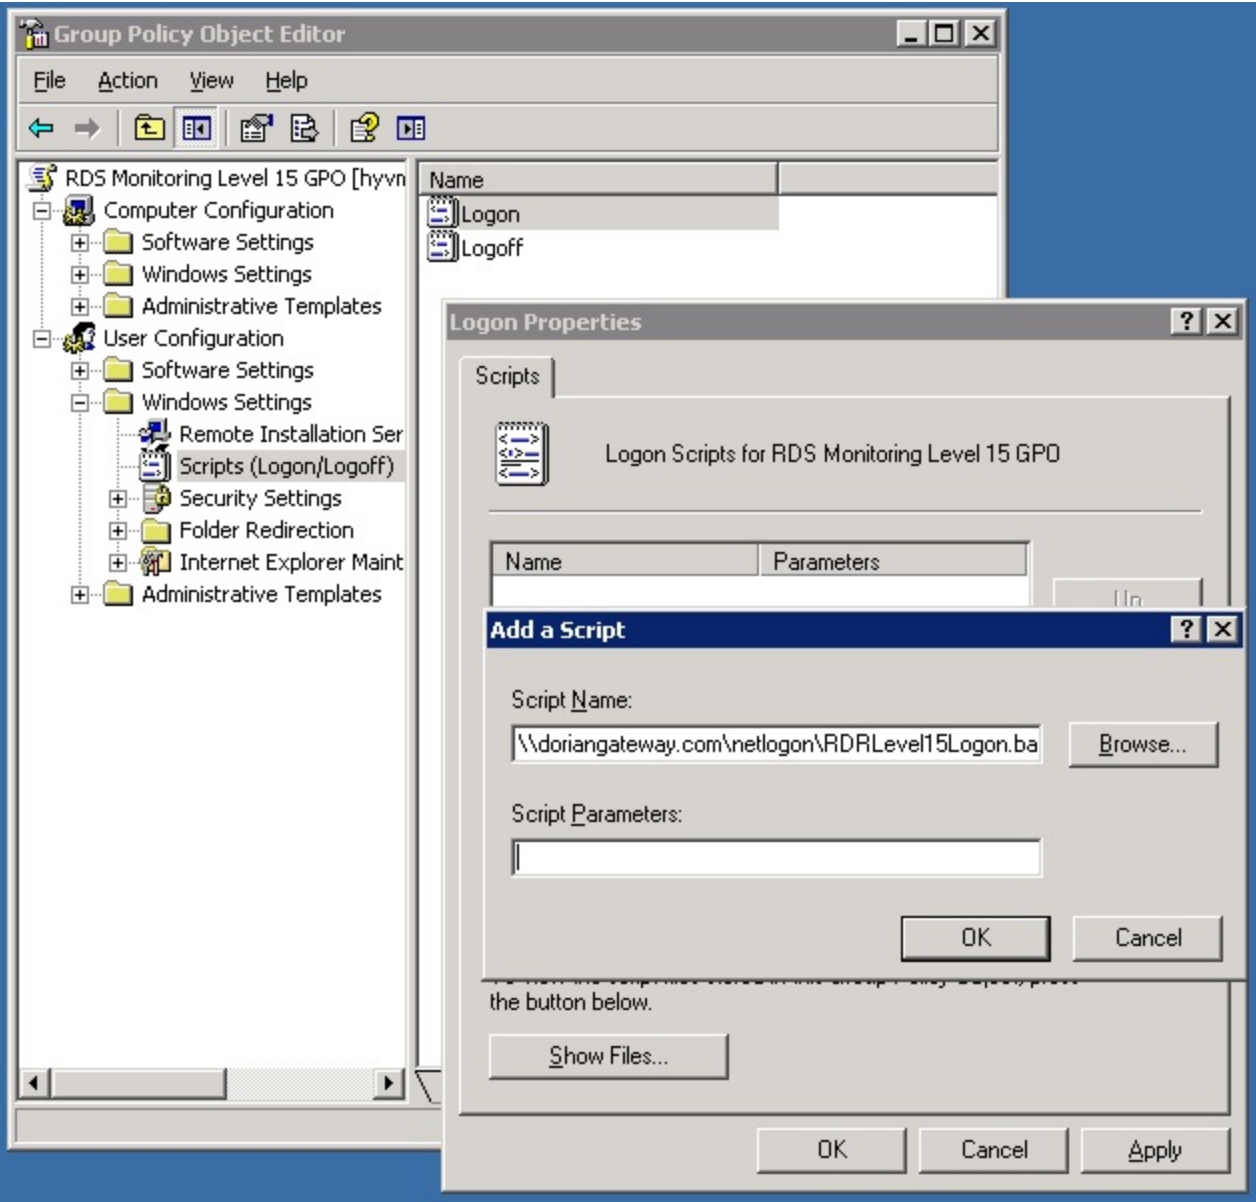 Group Policy Object Editor
File Action View Help
RDS Monitoring Level 15 GPO [hyvn
Computer Configuration
Software Settings
Windows Settings
Administrative Templates
User Configuration
Software Settings
Windows Settings
Remote Installation Ser
Scripts (Logon/Logoff)
Security Settings
Folder Redirection
Internet Explorer Maint
Administrative Templates
Name
Logon
Logoff
Logon Properties
Scripts
Logon Scripts for RDS Monitoring Level 15 GPO
Name Parameters
Up
Add a Script
Script Name:
\\doriangateway.com\netlogon\RDRLevel15Logon.ba
Browse...
Script Parameters:
OK Cancel
the button below.
Show Files...
OK Cancel Apply